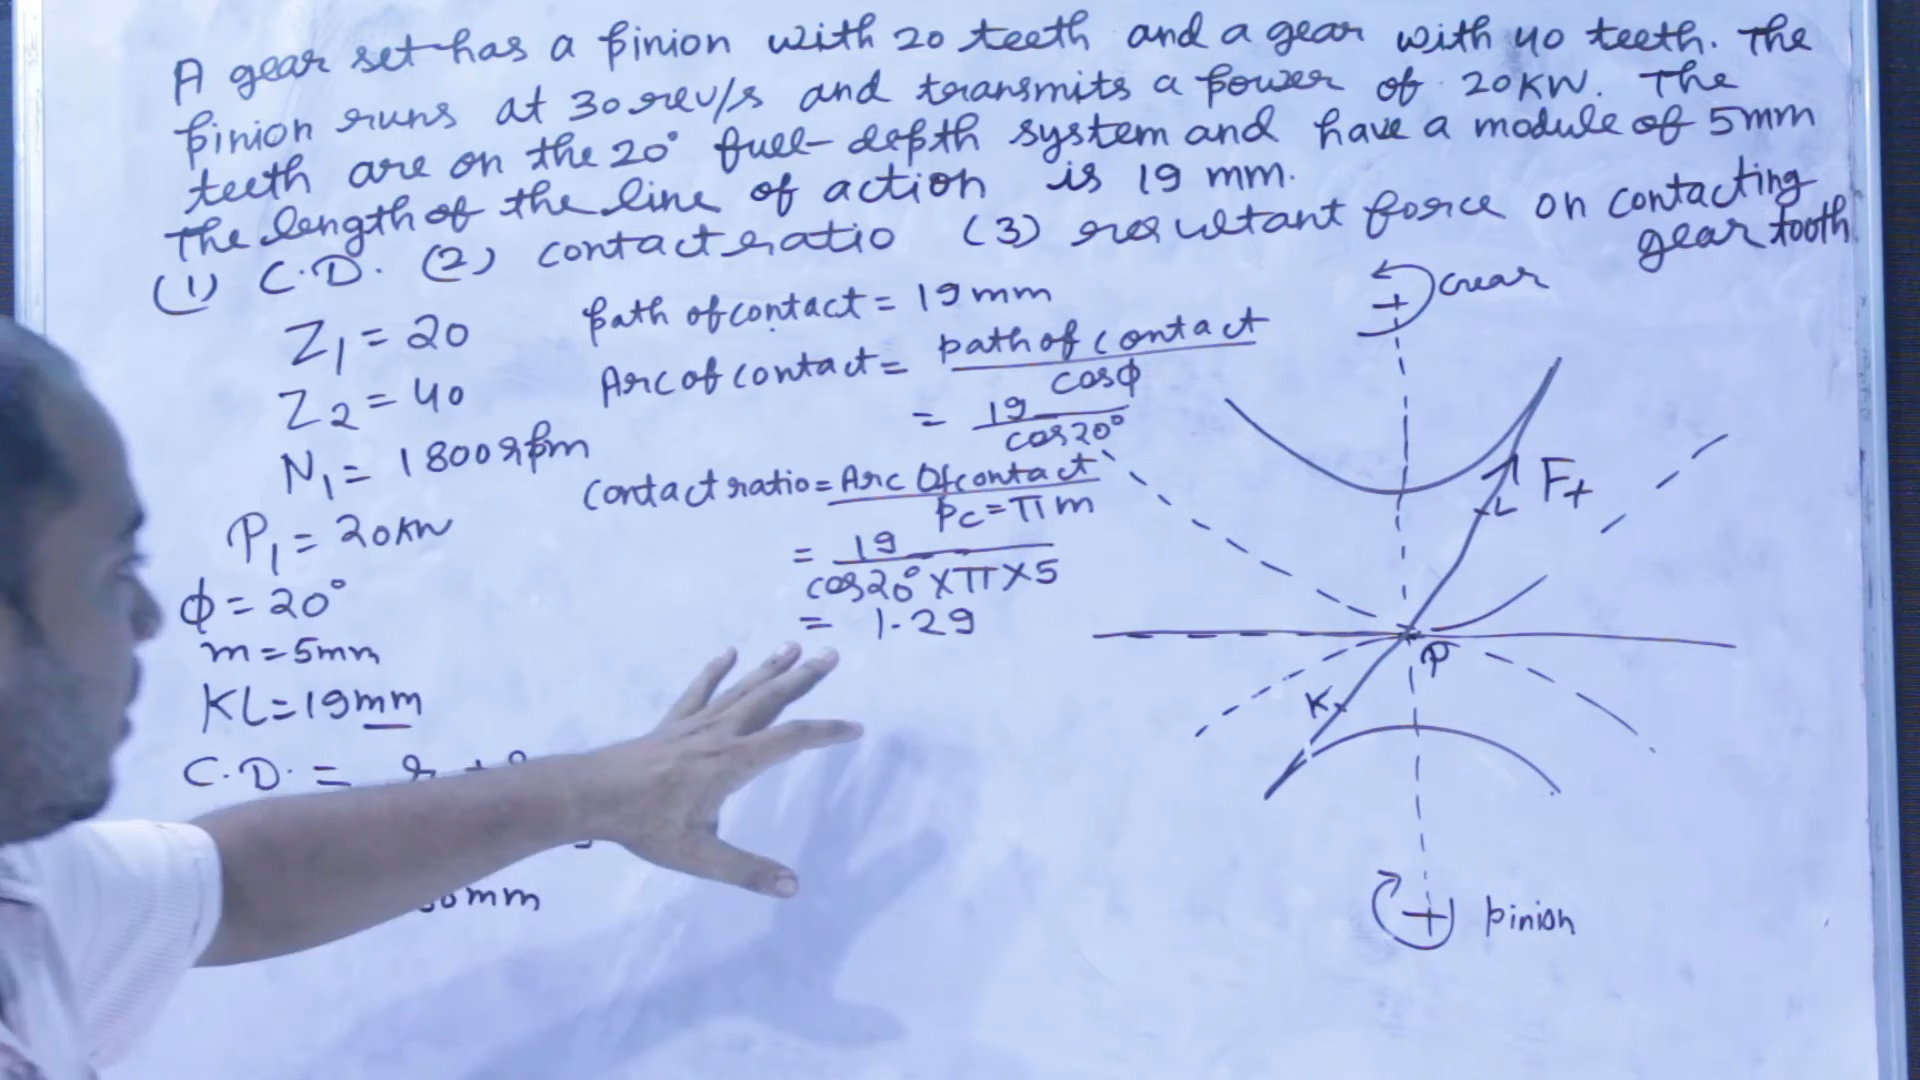 A gear set has a pinion with 20 teeth and a gear with 40 teeth. The
pinion runs at 30 rev/s and transmits a power of 20KW. The
teeth are on the 20° full-depth system and have a module of 5mm
The length of the line of action is 19 mm.
(1) C.D. (2) contact ratio (3) resultant force on contacting
gear tooth
Z1 = 20
Z2 = 40
N1 = 1800 rpm
P1 = 20KW
ϕ = 20°
m = 5mm
KL = 19mm
C.D. =
mm
path of contact = 19mm
Arc of contact = path of contact
cosϕ
= 19
cos20°
contact ratio = Arc Of contact
Pc = πm
= 19
cos20° X π X 5
= 1.29
Gear
F
L
P
K
pinion